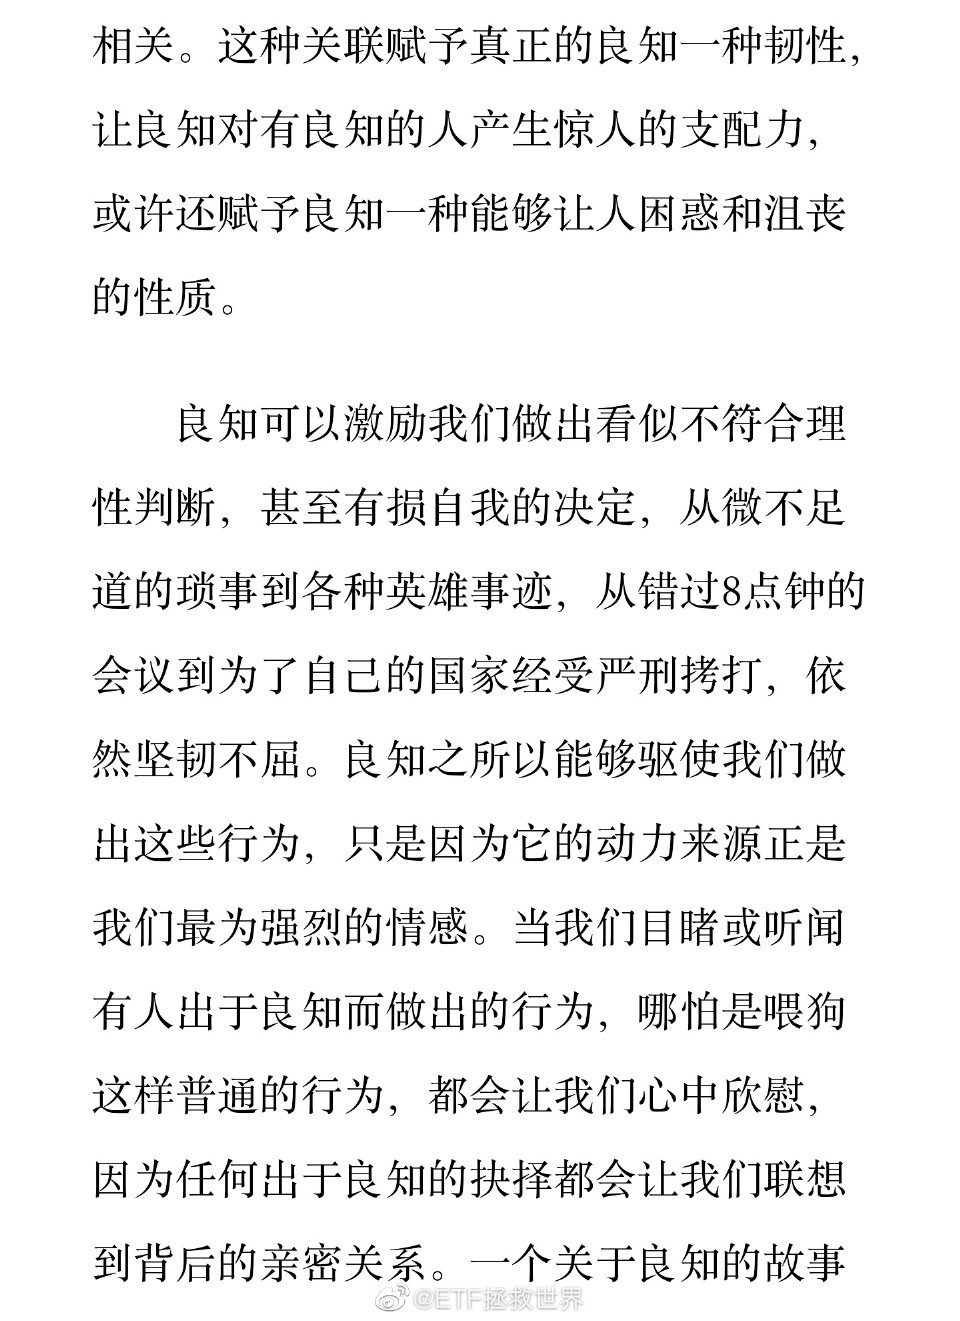 相关。这种关联赋予真正的良知一种韧性，
让良知对有良知的人产生惊人的支配力，
或许还赋予良知一种能够让人困惑和沮丧
的性质。
良知可以激励我们做出看似不符合理
性判断，甚至有损自我的决定，从微不足
道的琐事到各种英雄事迹，从错过8点钟的
会议到为了自己的国家经受严刑拷打，依
然坚韧不屈。良知之所以能够驱使我们做
出这些行为，只是因为它的动力来源正是
我们最为强烈的情感。当我们目睹或听闻
有人出于良知而做出的行为，哪怕是喂狗
这样普通的行为，都会让我们心中欣慰，
因为任何出于良知的抉择都会让我们联想
到背后的亲密关系。一个关于良知的故事
@ETF拯救世界